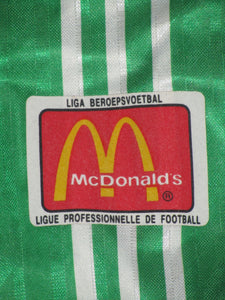 LIGA BEROEPSVOETBAL
McDonald's
®
LIGUE PROFESSIONNELLE DE FOOTBALL